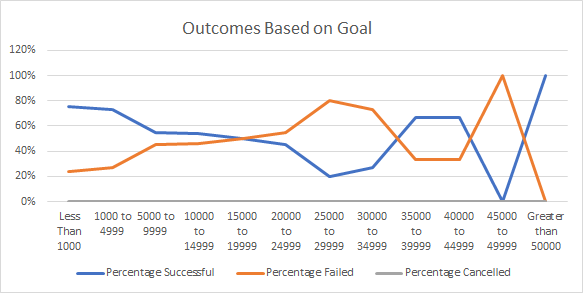 Outcomes Based on Goal
120%
100%
80%
60%
40%
20%
0%
Less Than 1000
1000 to 4999
5000 to 9999
10000 to 14999
15000 to 19999
20000 to 24999
25000 to 29999
30000 to 34999
35000 to 39999
40000 to 44999
45000 to 49999
Greater than 50000
Percentage Successful
Percentage Failed
Percentage Cancelled